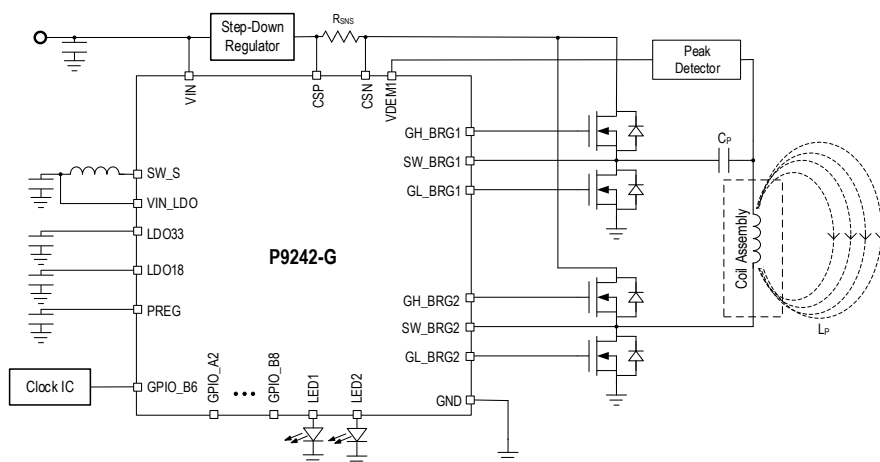 Step-Down
Regulator
RSNS
Peak
Detector
VIN
CSP
CSN
VDEM1
GH_BRG1
SW_BRG1
GL_BRG1
CP
SW_S
VIN_LDO
LDO33
LDO18
PREG
P9242-G
Coil Assembly
LP
GH_BRG2
SW_BRG2
GL_BRG2
Clock IC
GPIO_B6
GPIO_A2
•••
GPIO_B8
LED1
LED2
GND